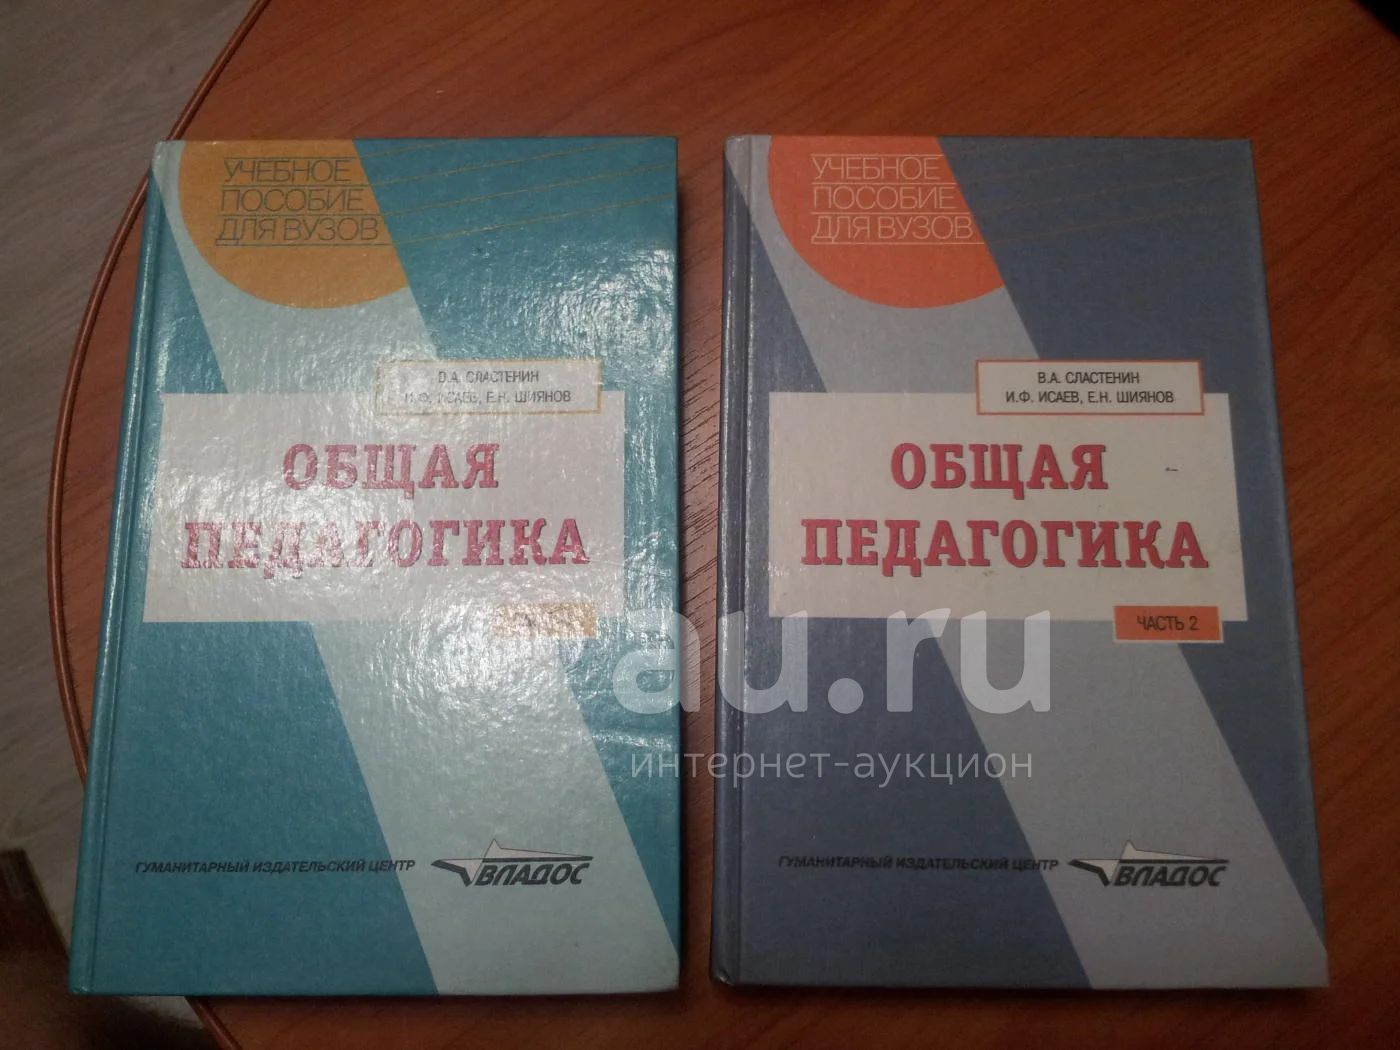 УЧЕБНОЕ
ПОСОБИЕ
ДЛЯ ВУЗОВ
В.А. СЛАСТЕНИН
И.Ф. ИСАЕВ, Е.Н. ШИЯНОВ
ОБЩАЯ
ПЕДАГОГИКА
ГУМАНИТАРНЫЙ ИЗДАТЕЛЬСКИЙ ЦЕНТР
ВЛАДОС
УЧЕБНОЕ
ПОСОБИЕ
ДЛЯ ВУЗОВ
В.А. СЛАСТЕНИН
И.Ф. ИСАЕВ, Е.Н. ШИЯНОВ
ОБЩАЯ
ПЕДАГОГИКА
ЧАСТЬ 2
ГУМАНИТАРНЫЙ ИЗДАТЕЛЬСКИЙ ЦЕНТР
ВЛАДОС
au.ru
интернет-аукцион